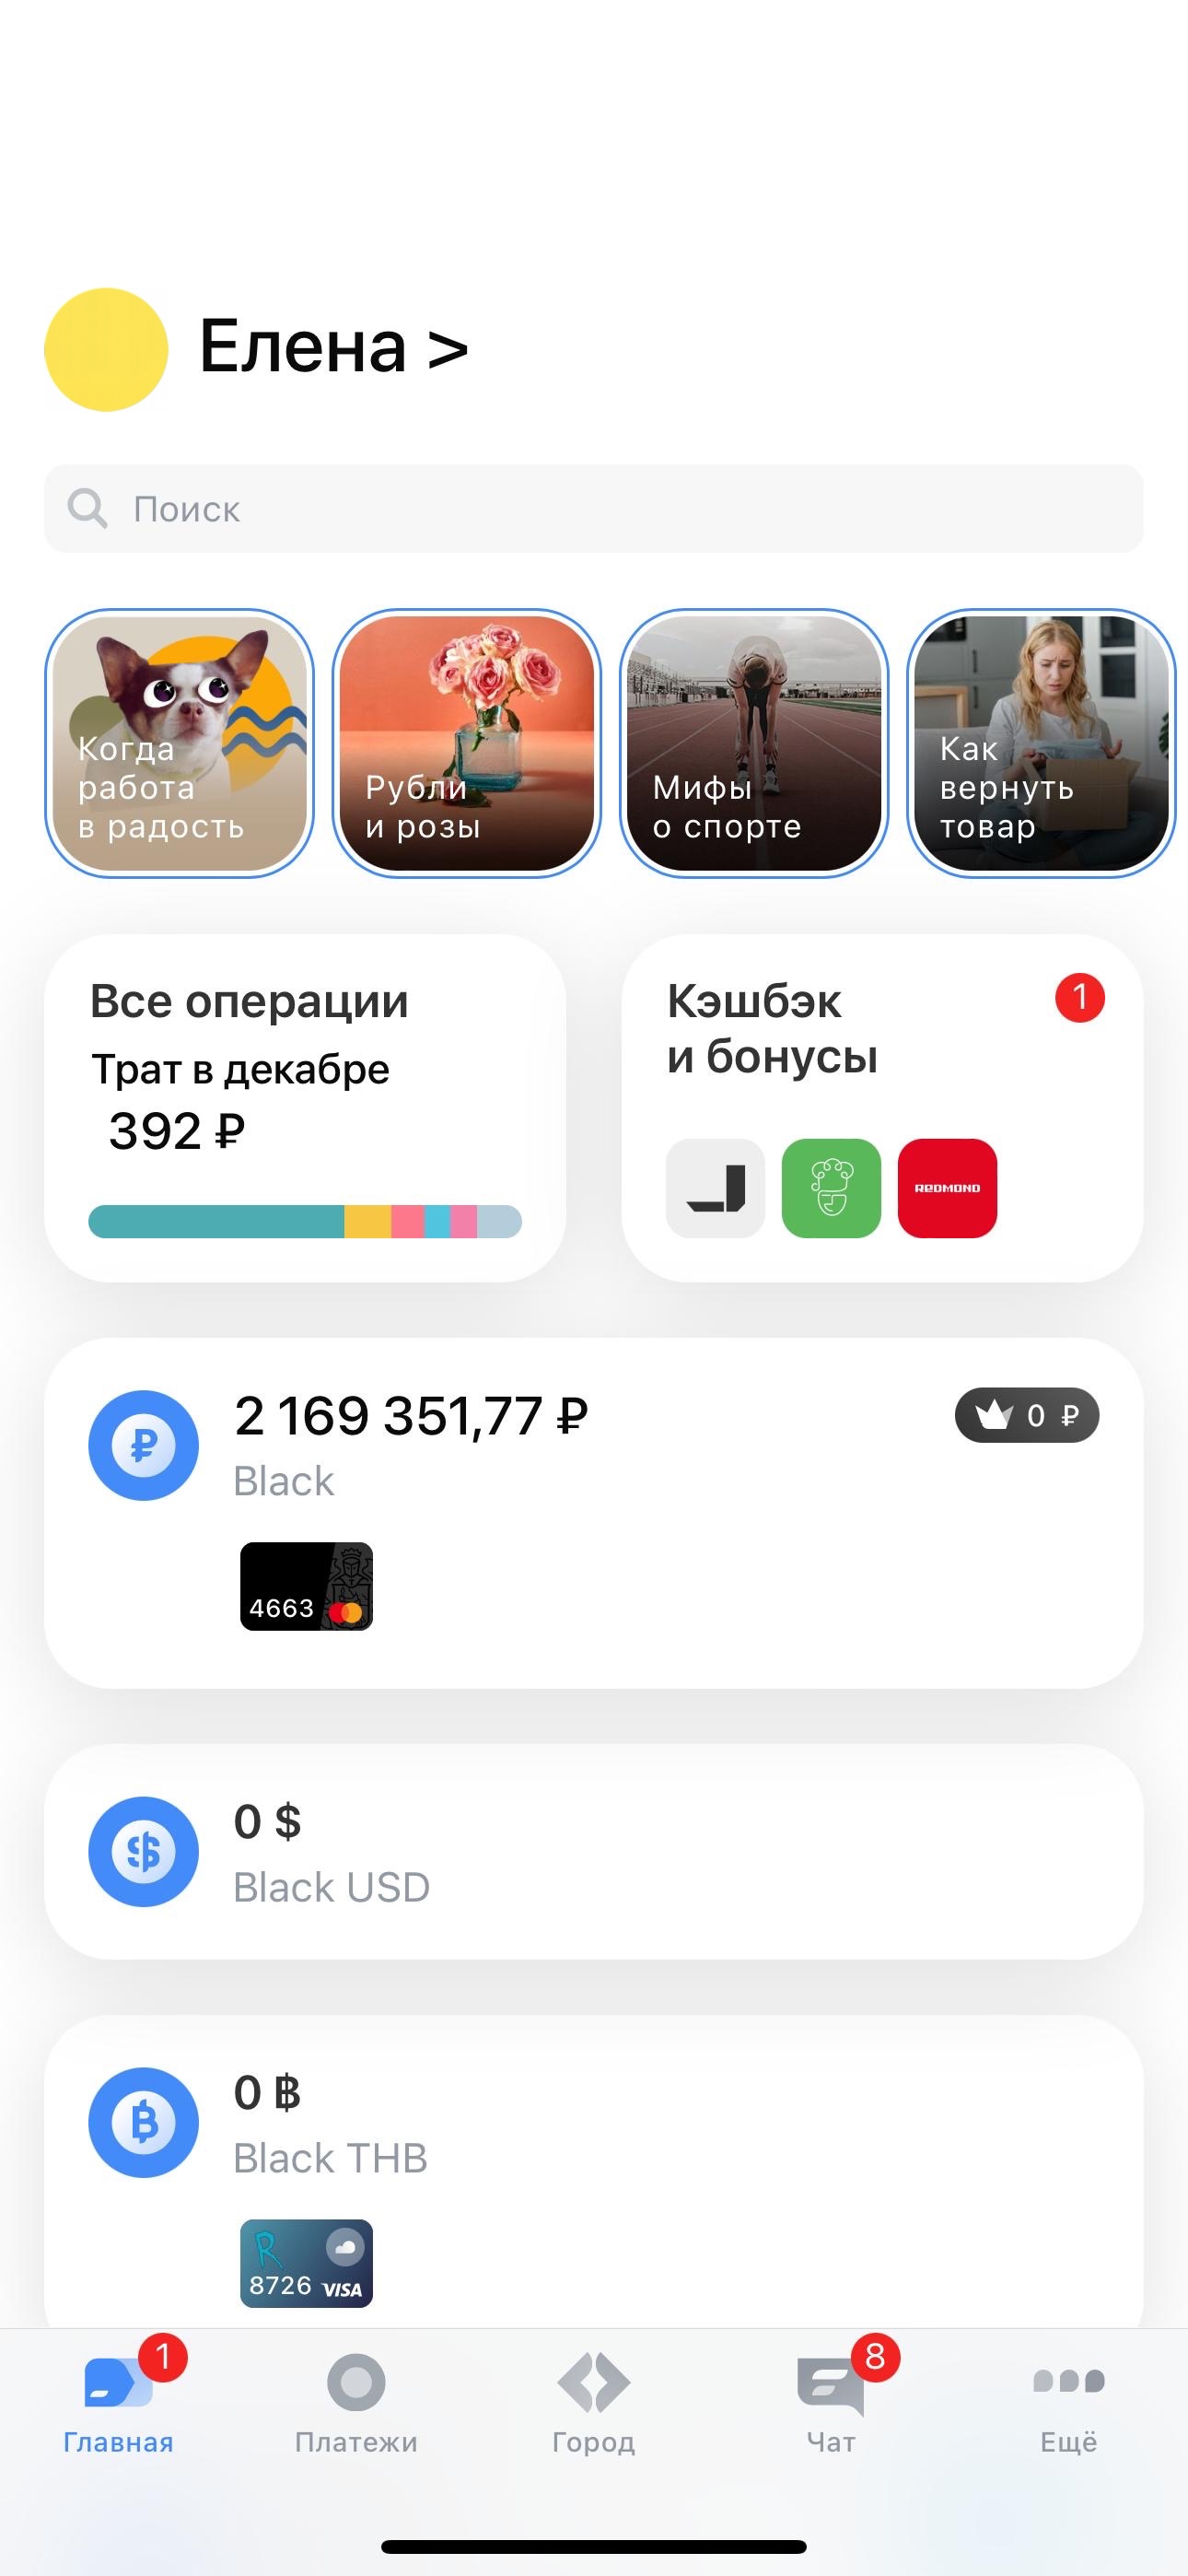 Елена >
Поиск
Когда
работа
в радость
Рубли
и розы
Мифы
о спорте
Как
вернуть
товар
Все операции
Трат в декабре
392 ₽
Кэшбэк
и бонусы
1
REDMOND
2 169 351,77 ₽
0 ₽
Black
4663
0 $
Black USD
0 ฿
Black THB
R
8726 VISA
1
8
Главная
Платежи
Город
Чат
Ещё